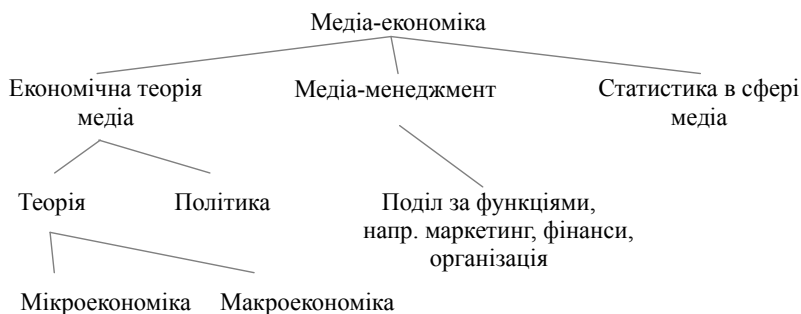 Медіа-економіка
Економічна теорія
медіа
Медіа-менеджмент
Статистика в сфері
медіа
Теорія
Політика
Поділ за функціями,
напр. маркетинг, фінанси,
організація
Мікроекономіка
Макроекономіка